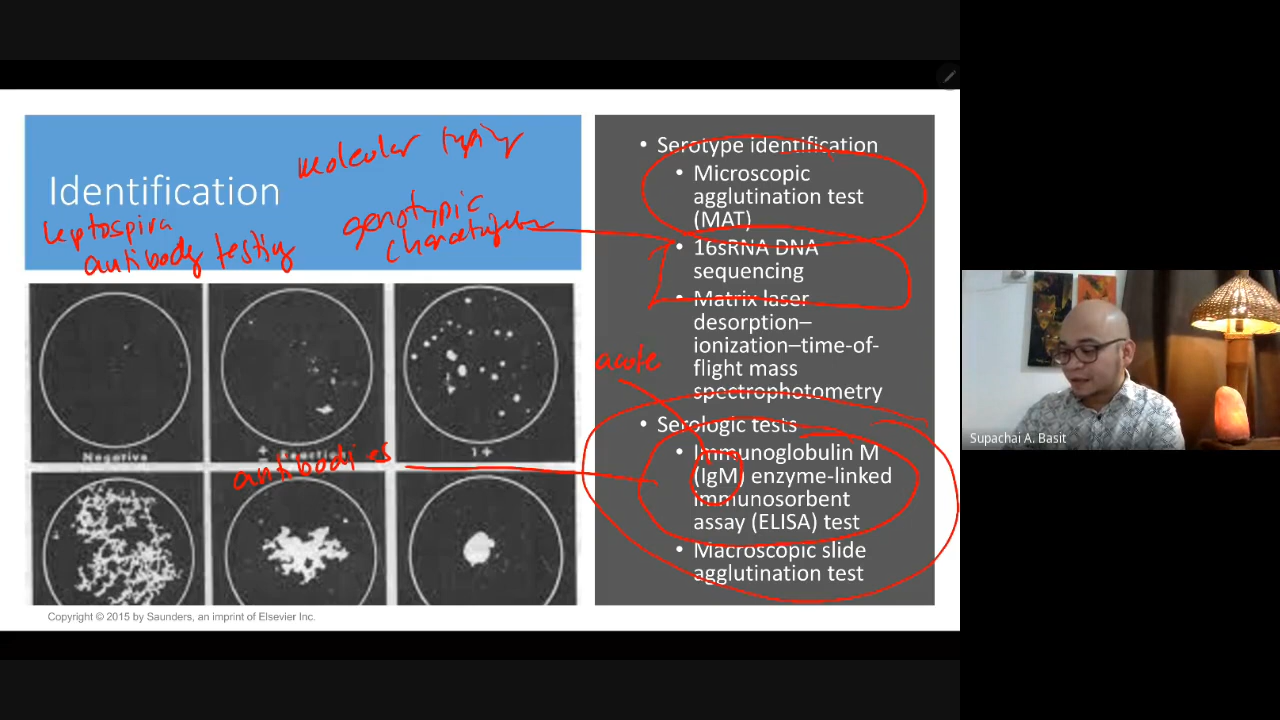 Identification
molecular typing
leptospira
antibody testing
genotypic
Negative
1+
antibodies
Copyright © 2015 by Saunders, an imprint of Elsevier Inc.
• Serotype identification
• Microscopic
agglutination test
(MAT)
• 16sRNA DNA
sequencing
• Matrix laser
desorption–
ionization–time-of-
flight mass
spectrophotometry
acute
• Serologic tests
• Immunoglobulin M
(IgM) enzyme-linked
immunosorbent
assay (ELISA) test
• Macroscopic slide
agglutination test
Supachai A. Basit